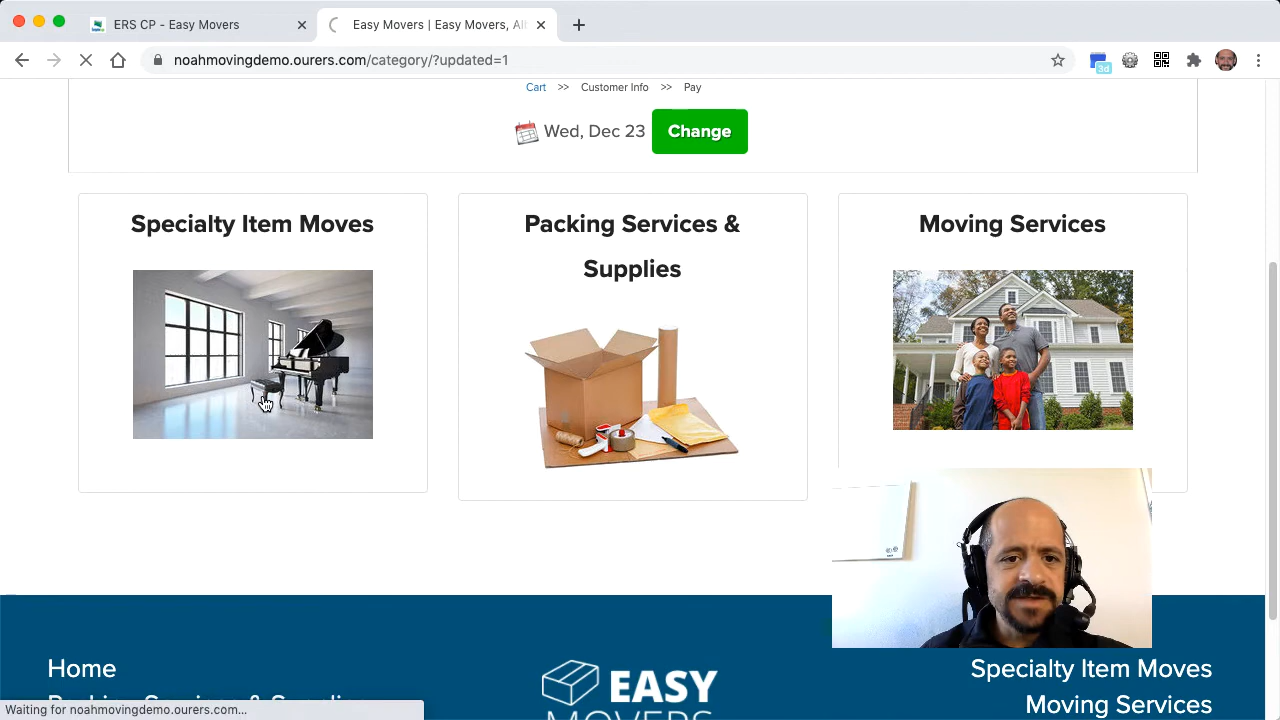 ERS CP - Easy Movers
Easy Movers | Easy Movers, Alb
noahmovingdemo.ourers.com/category/?updated=1
3d
Cart >> Customer Info >> Pay
Wed, Dec 23 Change
Specialty Item Moves
Packing Services &
Supplies
Moving Services
Home
EASY
Specialty Item Moves
Packing Services & Supplies
MOVERS
Moving Services
Waiting for noahmovingdemo.ourers.com...